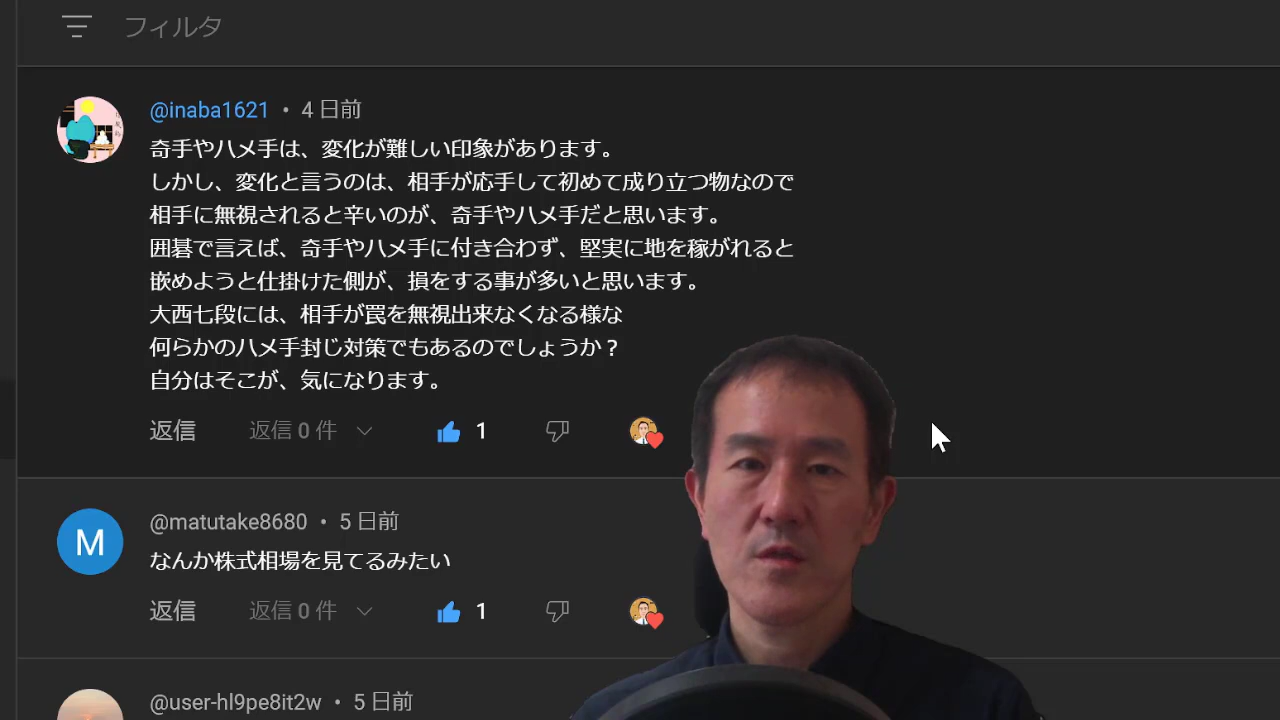 フィルタ
@inaba1621 • 4 日前
奇手やハメ手は、変化が難しい印象があります。
しかし、変化と言うのは、相手が応手して初めて成り立つ物なので
相手に無視されると辛いのが、奇手やハメ手だと思います。
囲碁で言えば、奇手やハメ手に付き合わず、堅実に地を稼がれると
嵌めようと仕掛けた側が、損をする事が多いと思います。
大西七段には、相手が罠を無視出来なくなる様な
何らかのハメ手封じ対策でもあるのでしょうか？
自分はそこが、気になります。
返信 返信 0 件 1
M
@matutake8680 • 5 日前
なんか株式相場を見てるみたい
返信 返信 0 件 1
@user-hl9pe8it2w • 5 日前